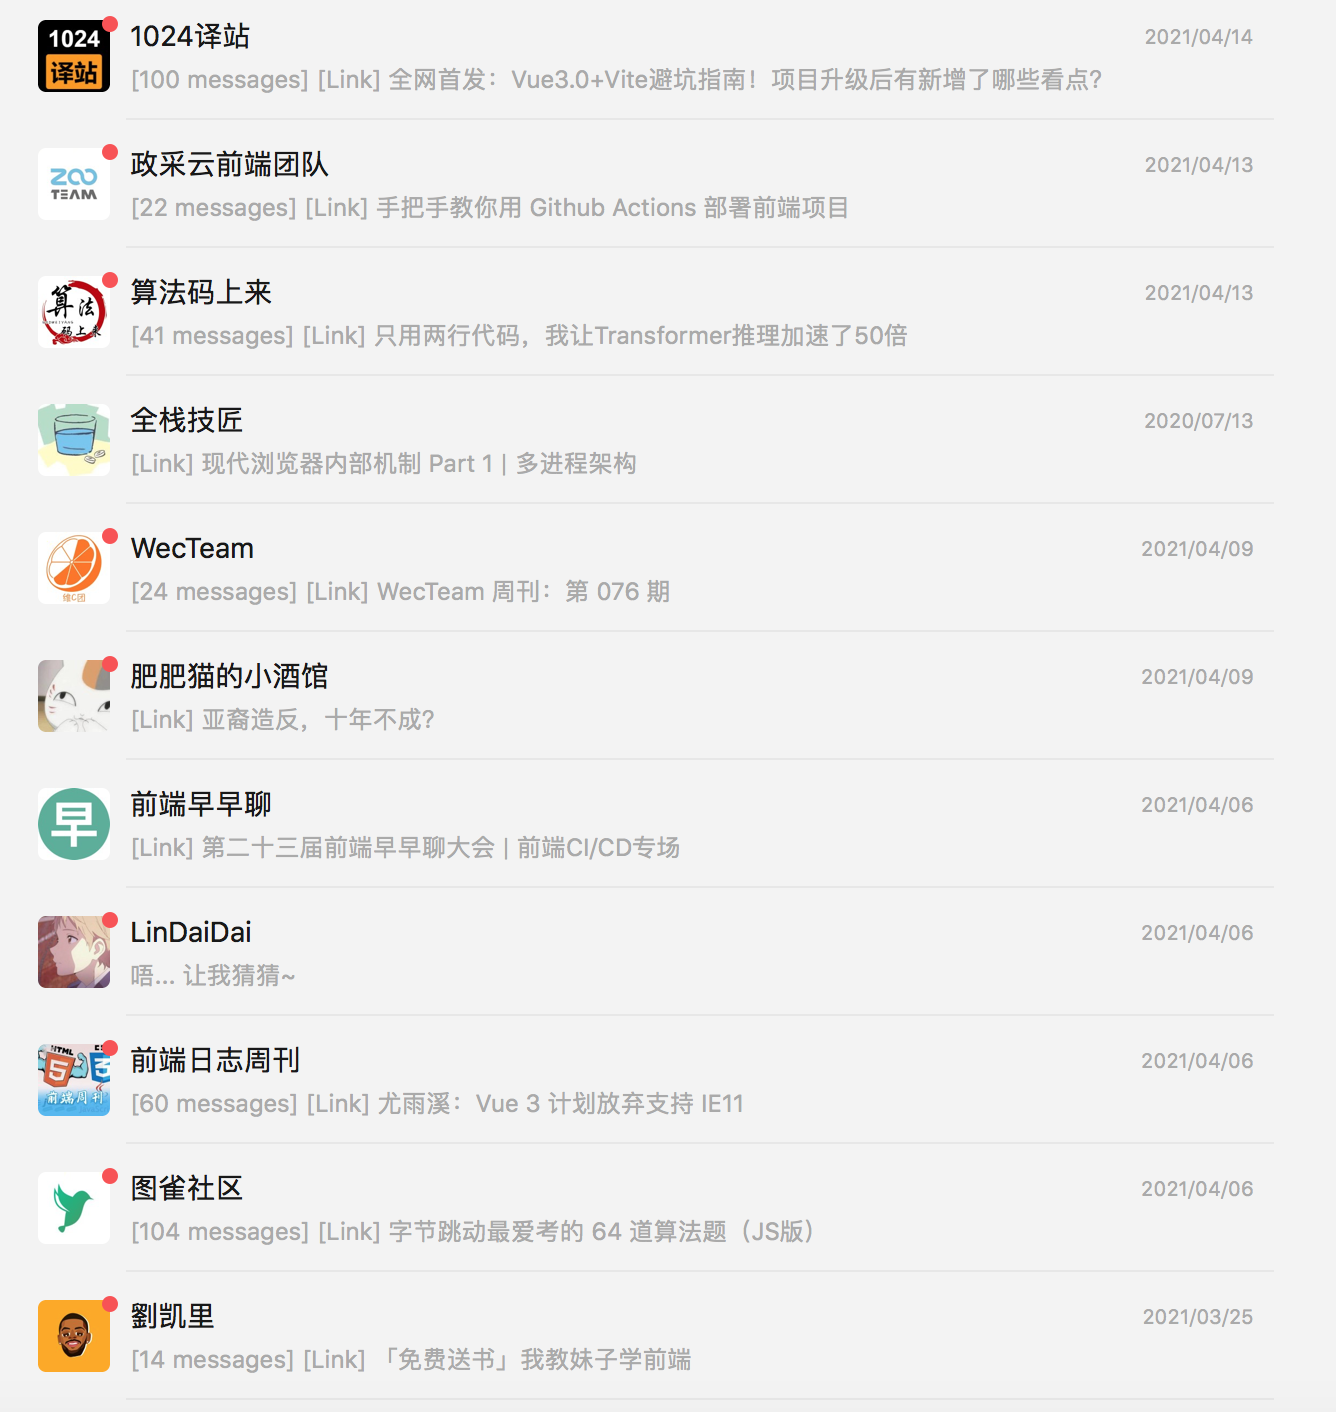 1024
译站
1024译站
2021/04/14
[100 messages] [Link] 全网首发：Vue3.0+Vite避坑指南！项目升级后有新增了哪些看点？
ZOO
TEAM
政采云前端团队
2021/04/13
[22 messages] [Link] 手把手教你用 Github Actions 部署前端项目
算法
码上来
算法码上来
2021/04/13
[41 messages] [Link] 只用两行代码，我让Transformer推理加速了50倍
全栈技匠
2020/07/13
[Link] 现代浏览器内部机制 Part 1 | 多进程架构
维C团
WecTeam
2021/04/09
[24 messages] [Link] WecTeam 周刊：第 076 期
肥肥猫的小酒馆
2021/04/09
[Link] 亚裔造反，十年不成？
早
前端早早聊
2021/04/06
[Link] 第二十三届前端早早聊大会 | 前端CI/CD专场
LinDaiDai
2021/04/06
唔... 让我猜猜~
HTML
5
前端周刊
前端日志周刊
2021/04/06
[60 messages] [Link] 尤雨溪：Vue 3 计划放弃支持 IE11
图雀社区
2021/04/06
[104 messages] [Link] 字节跳动最爱考的 64 道算法题（JS版）
劉凯里
2021/03/25
[14 messages] [Link] 「免费送书」我教妹子学前端